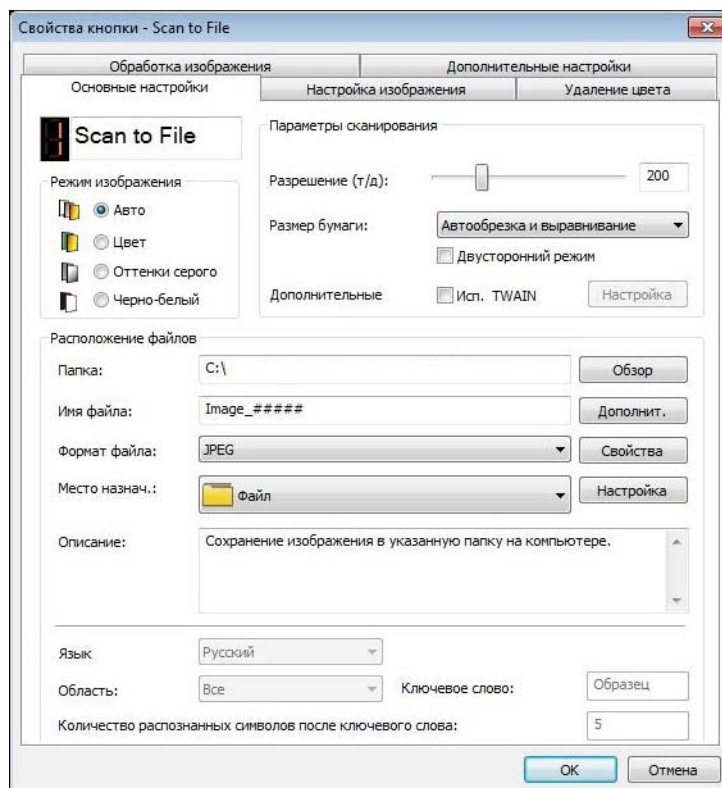 Свойства кнопки - Scan to File
Обработка изображения Дополнительные настройки
Основные настройки Настройка изображения Удаление цвета
1 Scan to File
Режим изображения
Авто
Цвет
Оттенки серого
Черно-белый
Параметры сканирования
Разрешение (т/д): 200
Размер бумаги: Автообрезка и выравнивание
Двусторонний режим
Дополнительные Исп. TWAIN Настройка
Расположение файлов
Папка: C:\ Обзор
Имя файла: Image_##### Дополнит.
Формат файла: JPEG Свойства
Место назнач.: Файл Настройка
Описание: Сохранение изображения в указанную папку на компьютере.
Язык Русский
Область: Все Ключевое слово: Образец
Количество распознанных символов после ключевого слова: 5
OK Отмена